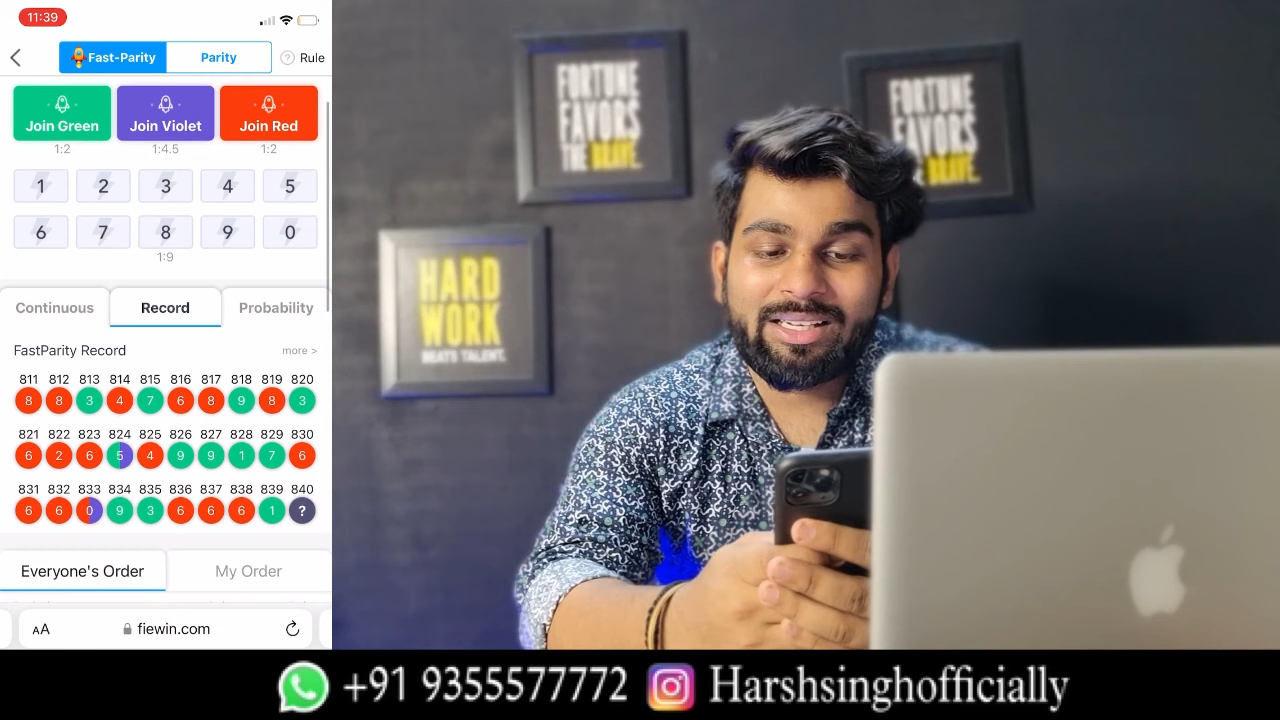 11:39
Fast-Parity
Parity
? Rule
Join Green
Join Violet
Join Red
1:2
1:4.5
1:2
1 2 3 4 5
6 7 8 9 0
1:9
Continuous
Record
Probability
FastParity Record
more >
811 812 813 814 815 816 817 818 819 820
8 8 3 4 7 6 8 9 8 3
821 822 823 824 825 826 827 828 829 830
6 2 6 5 4 9 9 1 7 6
831 832 833 834 835 836 837 838 839 840
6 6 0 9 3 6 6 6 1 ?
Everyone's Order
My Order
AA
fiewin.com
FORTUNE
FAVORS
THE BRAVE.
FORTUNE
FAVORS
BRAVE.
HARD
WORK
BEATS TALENT.
+91 9355577772
Harshsinghofficially